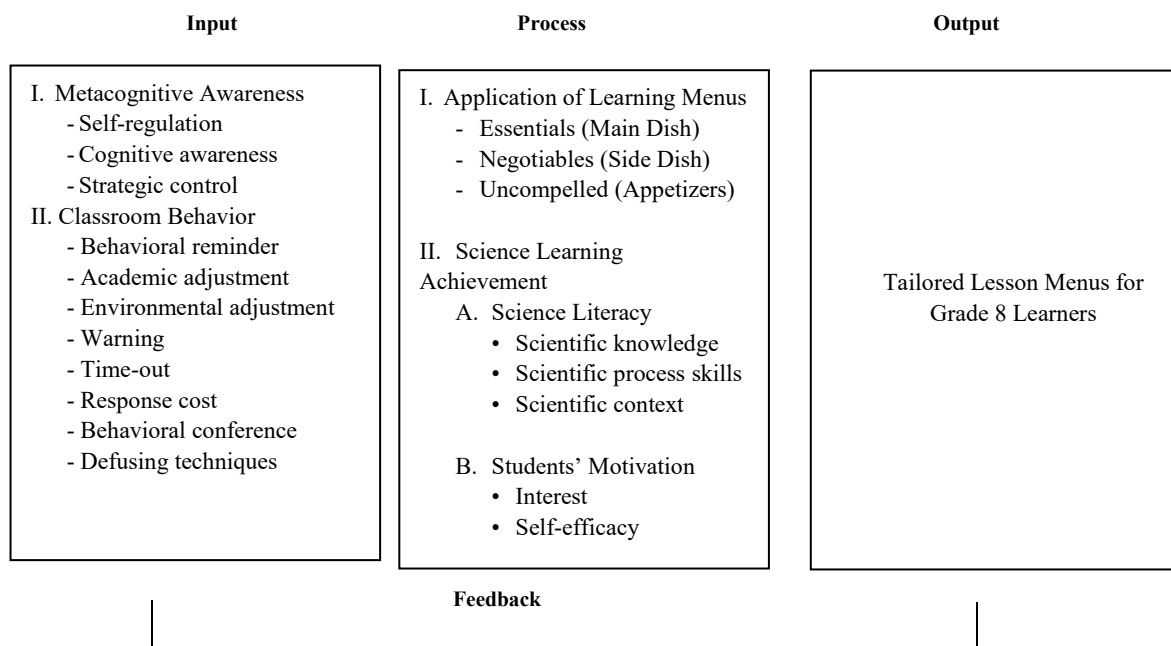 Input
Process
Output
I. Metacognitive Awareness
- Self-regulation
- Cognitive awareness
- Strategic control
II. Classroom Behavior
- Behavioral reminder
- Academic adjustment
- Environmental adjustment
- Warning
- Time-out
- Response cost
- Behavioral conference
- Defusing techniques
I. Application of Learning Menus
- Essentials (Main Dish)
- Negotiables (Side Dish)
- Uncompelled (Appetizers)
II. Science Learning
Achievement
A. Science Literacy
• Scientific knowledge
• Scientific process skills
• Scientific context
B. Students’ Motivation
• Interest
• Self-efficacy
Tailored Lesson Menus for
Grade 8 Learners
Feedback